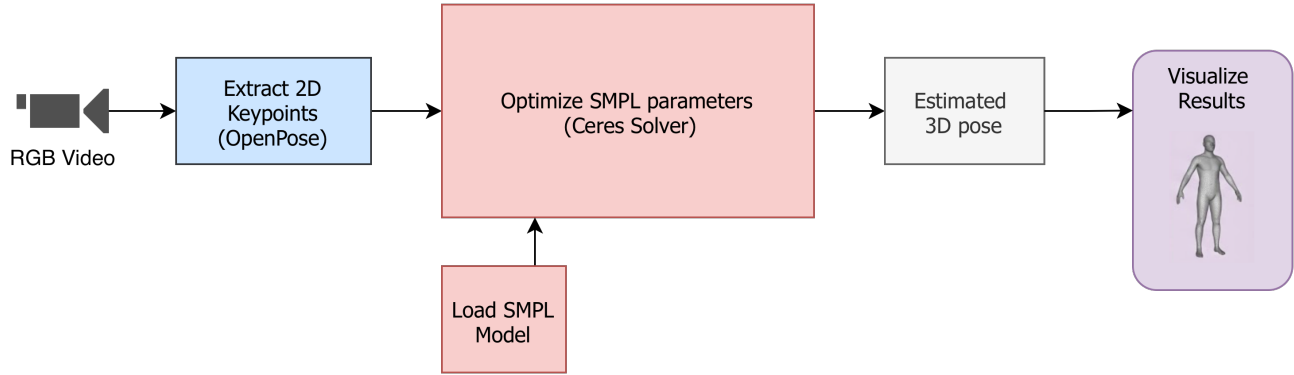 RGB Video
Extract 2D
Keypoints
(OpenPose)
Optimize SMPL parameters
(Ceres Solver)
Load SMPL
Model
Estimated
3D pose
Visualize
Results